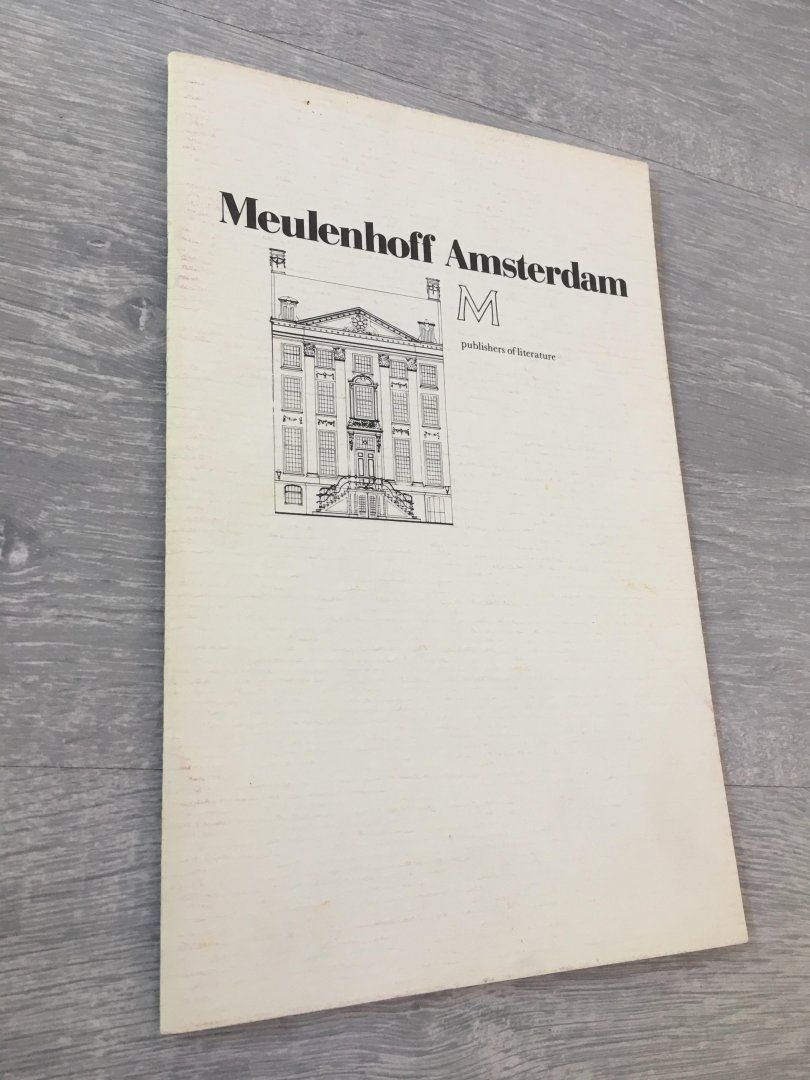 Meulenhoff Amsterdam
M
publishers of literature